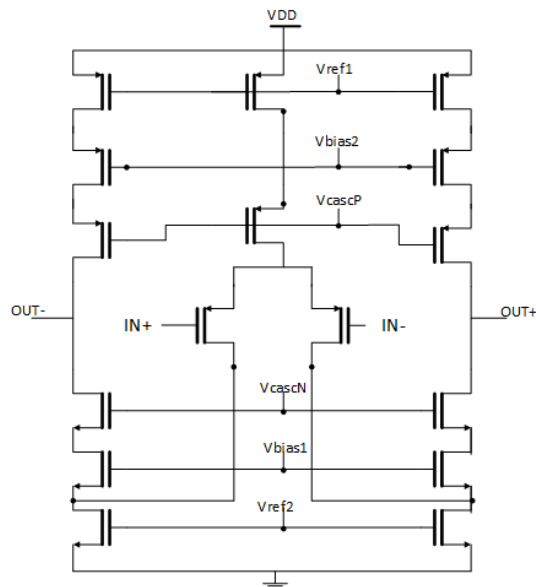 VDD
Vref1
Vbias2
VcascP
OUT-
OUT+
IN+
IN-
VcascN
Vbias1
Vref2